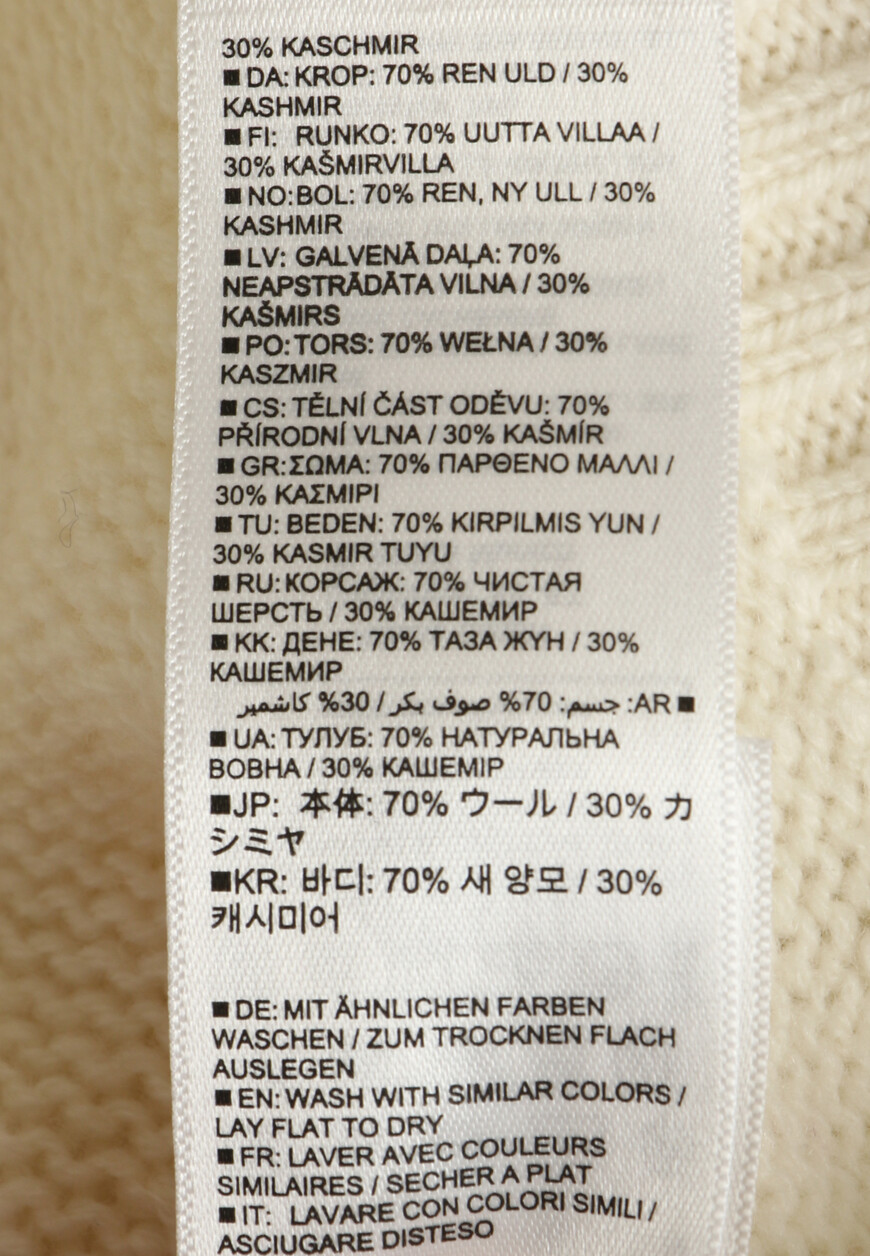 30% KASCHMIR
■ DA: KROP: 70% REN ULD / 30%
KASHMIR
■ FI: RUNKO: 70% UUTTA VILLAA /
30% KAŠMIRVILLA
■ NO: BOL: 70% REN, NY ULL / 30%
KASHMIR
■ LV: GALVENĀ DAĻA: 70%
NEAPSTRĀDĀTA VILNA / 30%
KAŠMIRS
■ PO: TORS: 70% WEŁNA / 30%
KASZMIR
■ CS: TĚLNÍ ČÁST ODĚVU: 70%
PŘÍRODNÍ VLNA / 30% KAŠMÍR
■ GR: ΣΩΜΑ: 70% ΠΑΡΘΕΝΟ ΜΑΛΛΙ /
30% ΚΑΣΜΙΡΙ
■ TU: BEDEN: 70% KIRPILMIS YUN /
30% KASMIR TUYU
■ RU: КОРСАЖ: 70% ЧИСТАЯ
ШЕРСТЬ / 30% КАШЕМИР
■ KK: ДЕНЕ: 70% ТАЗА ЖҮН / 30%
КАШЕМИР
■ AR: جسم: 70% صوف بكر / 30% كاشمير
■ UA: ТУЛУБ: 70% НАТУРАЛЬНА
ВОВНА / 30% КАШЕМІР
■JP: 本体: 70% ウール / 30% カ
シミヤ
■KR: 바디: 70% 새 양모 / 30%
캐시미어
■ DE: MIT ÄHNLICHEN FARBEN
WASCHEN / ZUM TROCKNEN FLACH
AUSLEGEN
■ EN: WASH WITH SIMILAR COLORS /
LAY FLAT TO DRY
■ FR: LAVER AVEC COULEURS
SIMILAIRES / SECHER A PLAT
■ IT: LAVARE CON COLORI SIMILI /
ASCIUGARE DISTESO